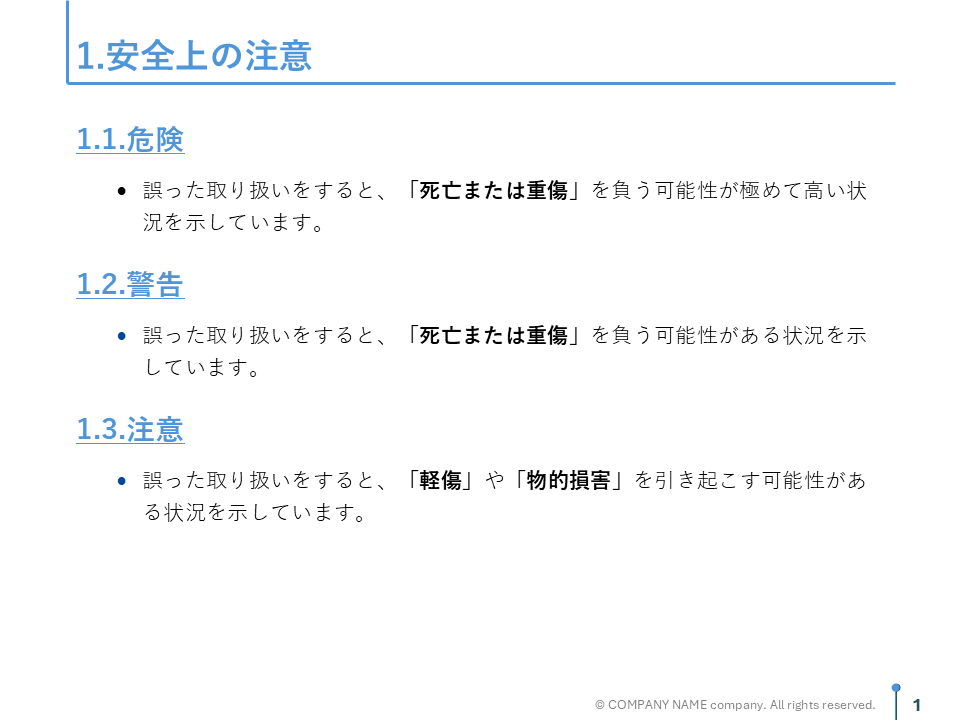 1.安全上の注意
1.1.危険
• 誤った取り扱いをすると、「死亡または重傷」を負う可能性が極めて高い状
況を示しています。
1.2.警告
• 誤った取り扱いをすると、「死亡または重傷」を負う可能性がある状況を示
しています。
1.3.注意
• 誤った取り扱いをすると、「軽傷」や「物的損害」を引き起こす可能性があ
る状況を示しています。
© COMPANY NAME company. All rights reserved.
1